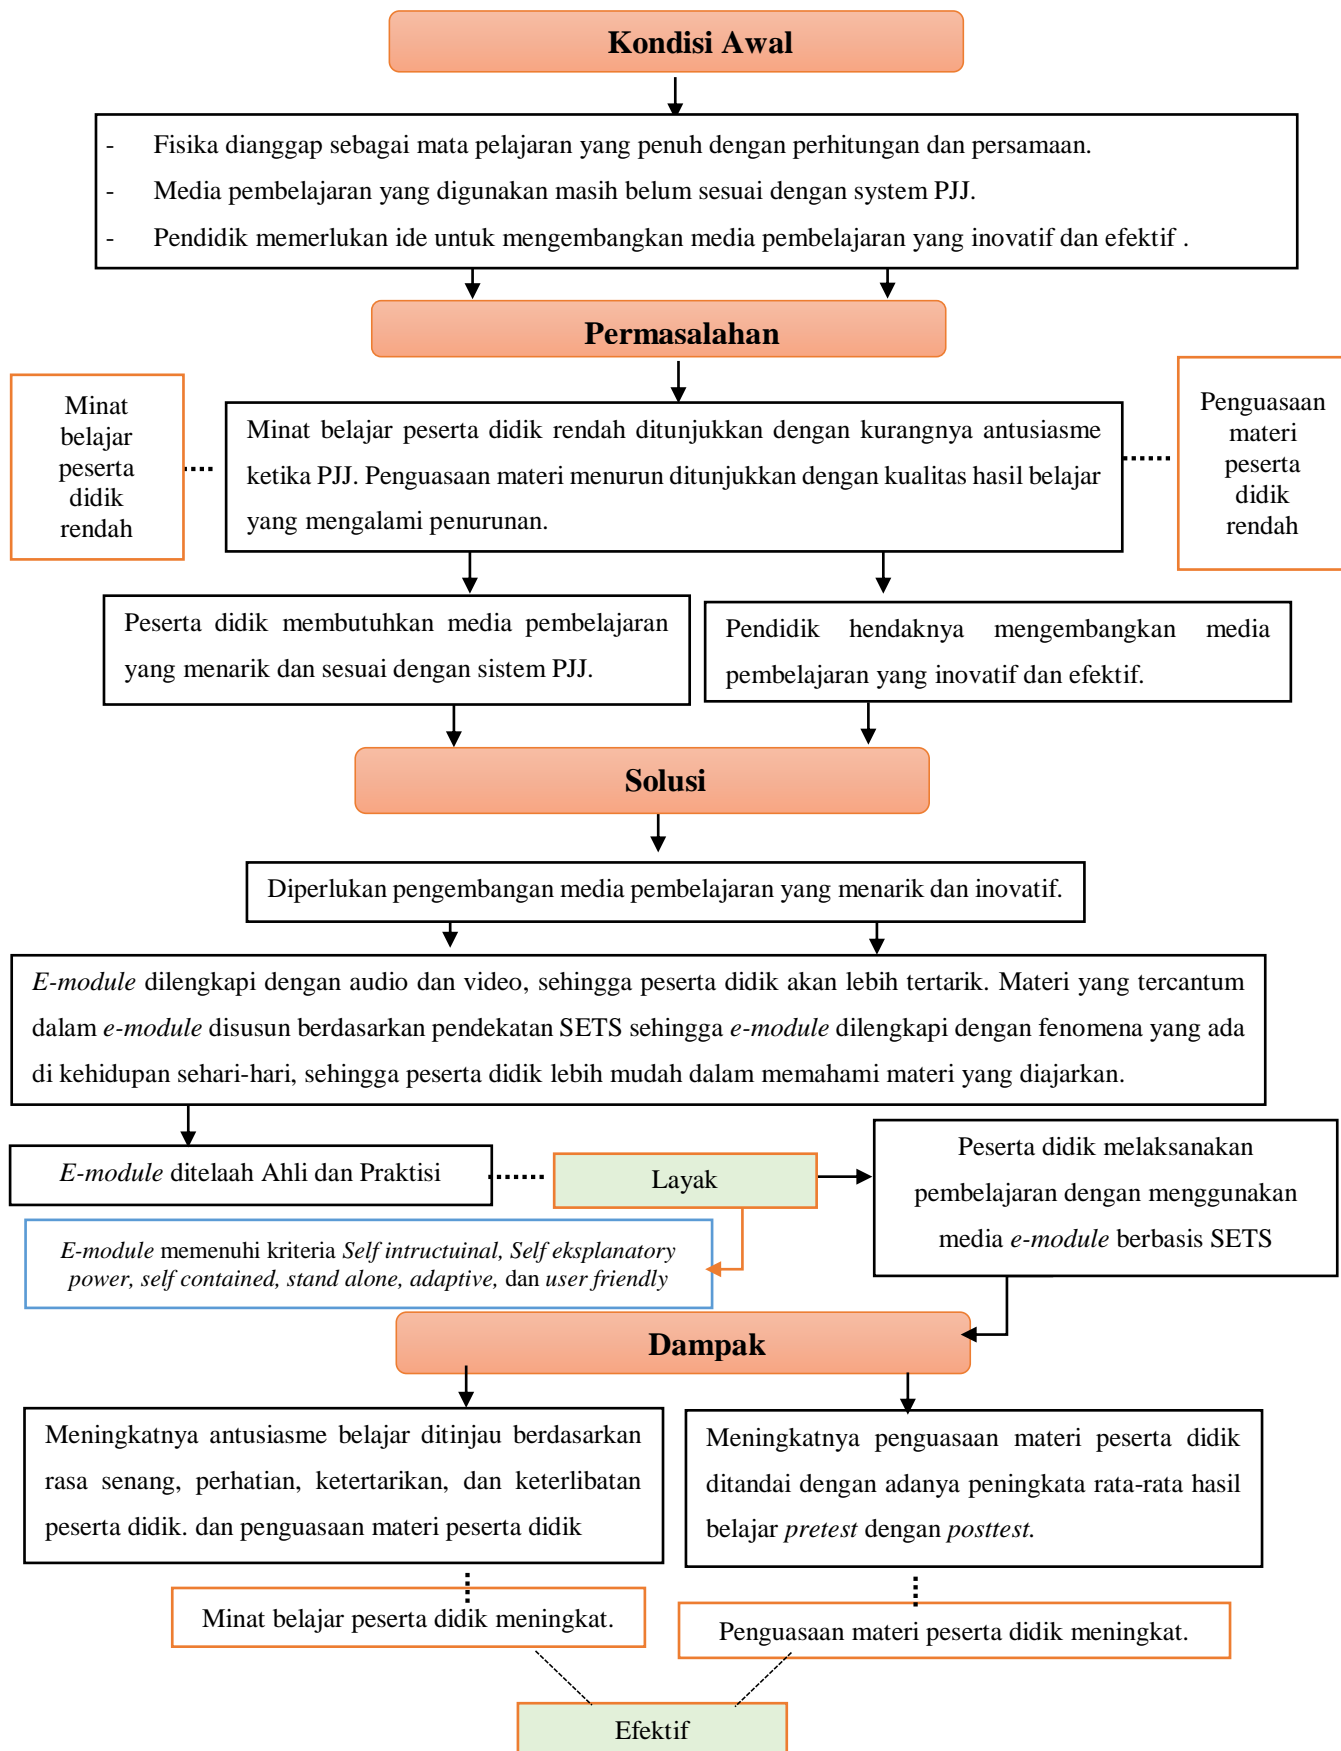 Kondisi Awal
- Fisika dianggap sebagai mata pelajaran yang penuh dengan perhitungan dan persamaan.
- Media pembelajaran yang digunakan masih belum sesuai dengan system PJJ.
- Pendidik memerlukan ide untuk mengembangkan media pembelajaran yang inovatif dan efektif .
Permasalahan
Minat
belajar
peserta
didik
rendah
Minat belajar peserta didik rendah ditunjukkan dengan kurangnya antusiasme
ketika PJJ. Penguasaan materi menurun ditunjukkan dengan kualitas hasil belajar
yang mengalami penurunan.
Penguasaan
materi
peserta
didik
rendah
Peserta didik membutuhkan media pembelajaran
yang menarik dan sesuai dengan sistem PJJ.
Pendidik hendaknya mengembangkan media
pembelajaran yang inovatif dan efektif.
Solusi
Diperlukan pengembangan media pembelajaran yang menarik dan inovatif.
E-module dilengkapi dengan audio dan video, sehingga peserta didik akan lebih tertarik. Materi yang tercantum
dalam e-module disusun berdasarkan pendekatan SETS sehingga e-module dilengkapi dengan fenomena yang ada
di kehidupan sehari-hari, sehingga peserta didik lebih mudah dalam memahami materi yang diajarkan.
E-module ditelaah Ahli dan Praktisi
Layak
Peserta didik melaksanakan
pembelajaran dengan menggunakan
media e-module berbasis SETS
E-module memenuhi kriteria Self intructuinal, Self eksplanatory
power, self contained, stand alone, adaptive, dan user friendly
Dampak
Meningkatnya antusiasme belajar ditinjau berdasarkan
rasa senang, perhatian, ketertarikan, dan keterlibatan
peserta didik. dan penguasaan materi peserta didik
Meningkatnya penguasaan materi peserta didik
ditandai dengan adanya peningkata rata-rata hasil
belajar pretest dengan posttest.
Minat belajar peserta didik meningkat.
Penguasaan materi peserta didik meningkat.
Efektif